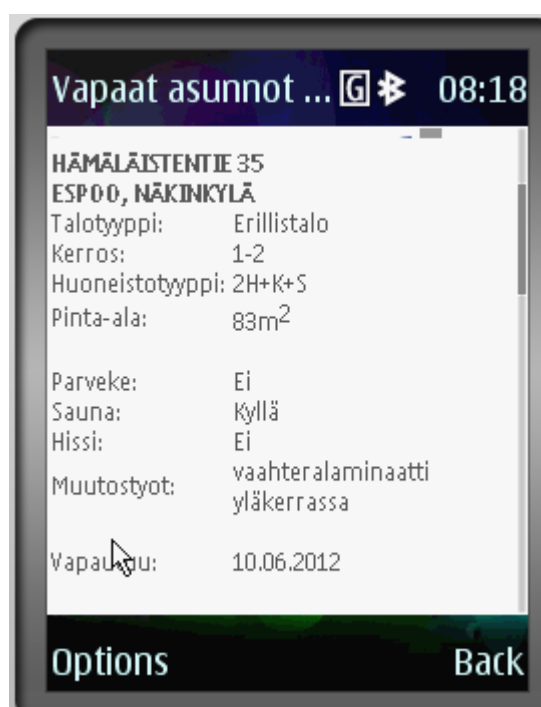 Vapaat asunnot ... G 08:18
HÄMÄLÄISTENTIE 35
ESPOO, NÄKINKYLÄ
Talotyyppi: Erillistalo
Kerros: 1-2
Huoneistotyyppi: 2H+K+S
Pinta-ala: 83m²
Parveke: Ei
Sauna: Kyllä
Hissi: Ei
Muutostyot: vaahteralaminaatti
yläkerrassa
10.06.2012
Options Back